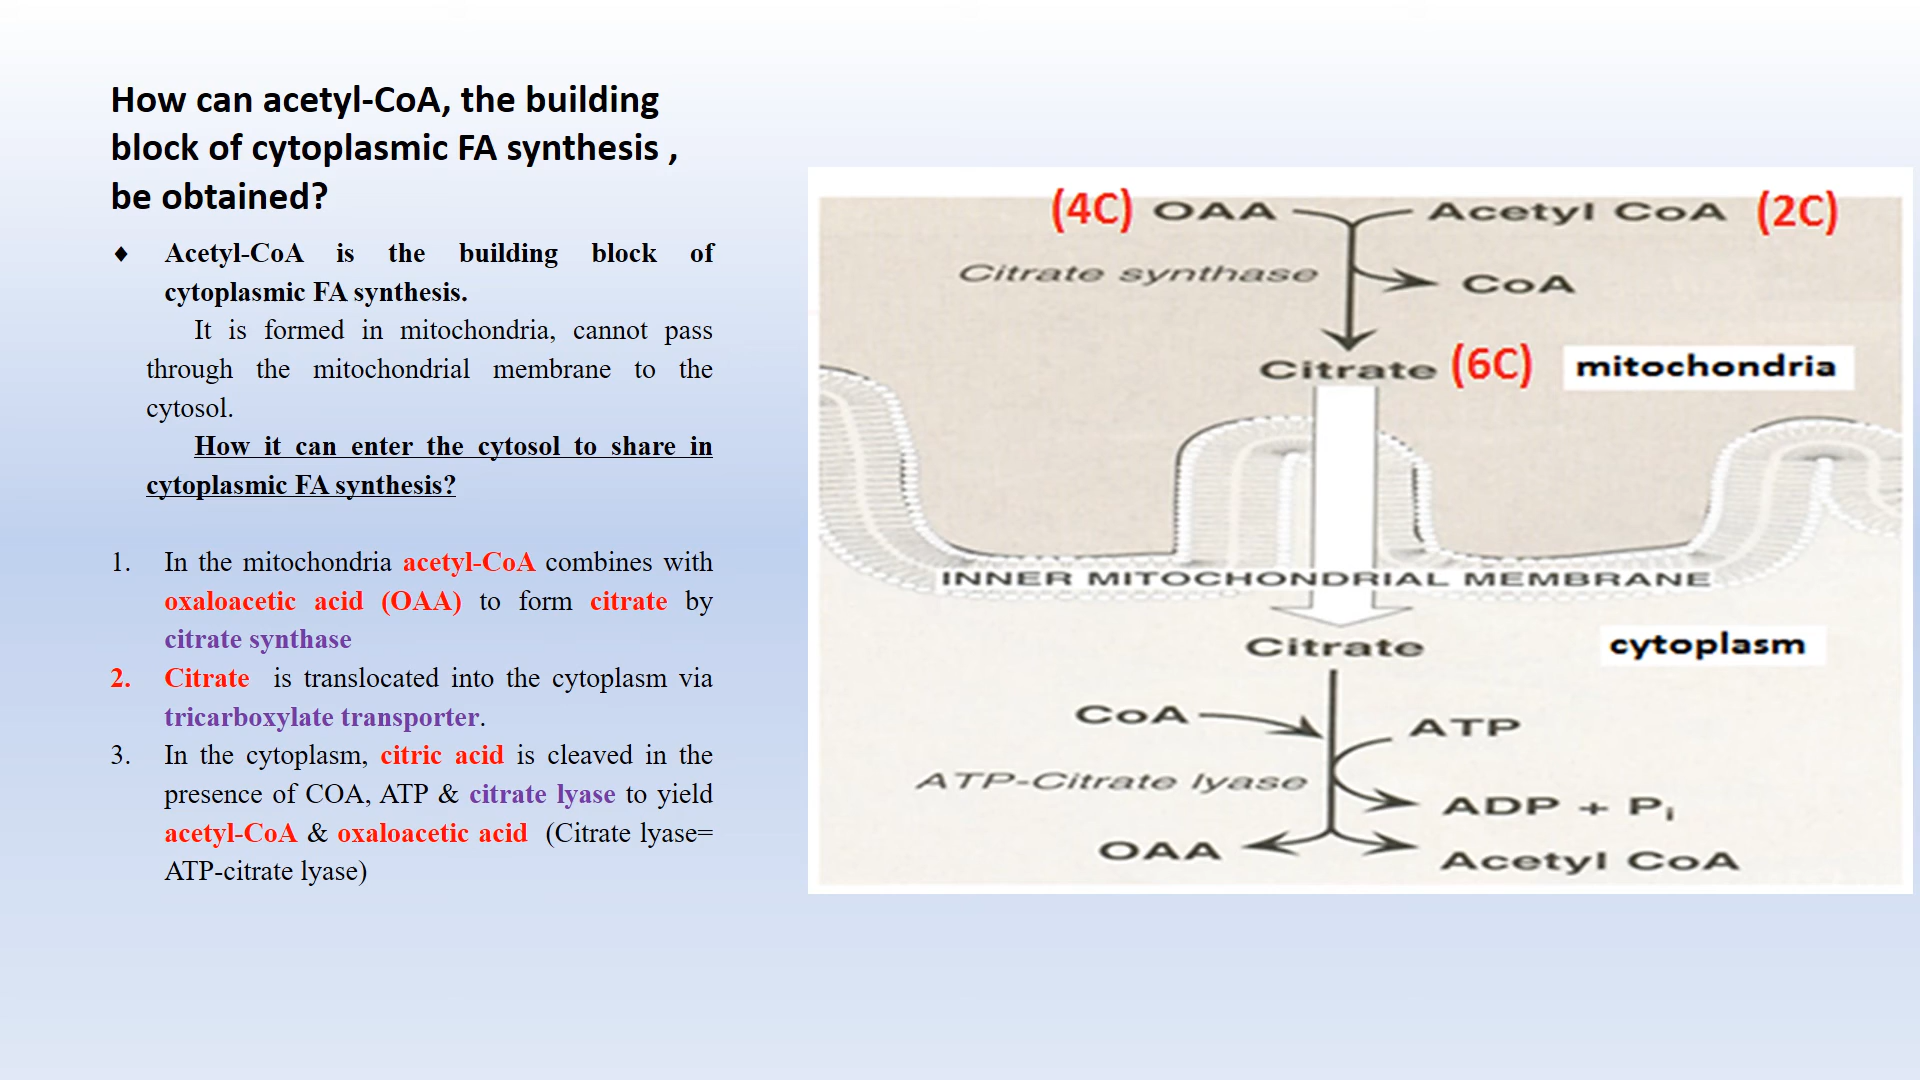 How can acetyl-CoA, the building
block of cytoplasmic FA synthesis ,
be obtained?
♦ Acetyl-CoA is the building block of
cytoplasmic FA synthesis.
It is formed in mitochondria, cannot pass
through the mitochondrial membrane to the
cytosol.
How it can enter the cytosol to share in
cytoplasmic FA synthesis?
1. In the mitochondria acetyl-CoA combines with
oxaloacetic acid (OAA) to form citrate by
citrate synthase
2. Citrate is translocated into the cytoplasm via
tricarboxylate transporter.
3. In the cytoplasm, citric acid is cleaved in the
presence of COA, ATP & citrate lyase to yield
acetyl-CoA & oxaloacetic acid (Citrate lyase=
ATP-citrate lyase)
(4C) OAA Acetyl CoA (2C)
Citrate synthase
CoA
Citrate (6C) mitochondria
INNER MITOCHONDRIAL MEMBRANE
Citrate cytoplasm
CoA ATP
ATP-Citrate lyase
ADP + Pi
OAA Acetyl CoA